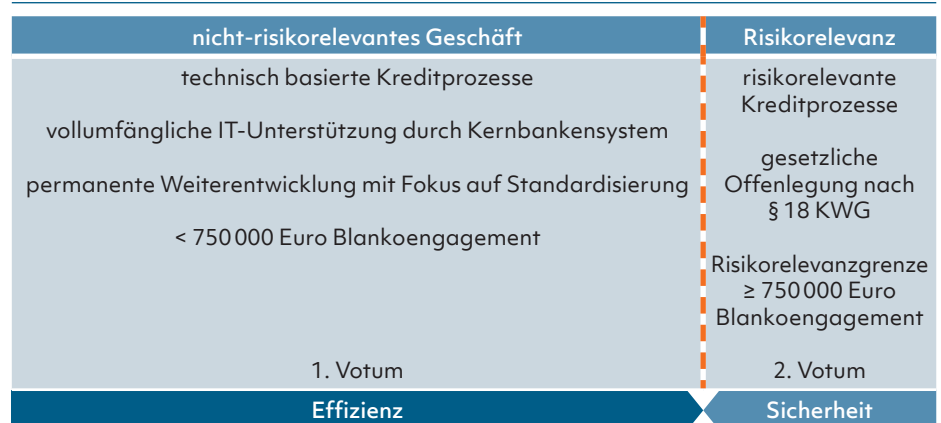 nicht-risikorelevantes Geschäft
technisch basierte Kreditprozesse
vollumfängliche IT-Unterstützung durch Kernbankensystem
permanente Weiterentwicklung mit Fokus auf Standardisierung
< 750 000 Euro Blankoengagement
1. Votum
Effizienz
Risikorelevanz
risikorelevante
Kreditprozesse
gesetzliche
Offenlegung nach
§ 18 KWG
Risikorelevanzgrenze
≥ 750 000 Euro
Blankoengagement
2. Votum
Sicherheit